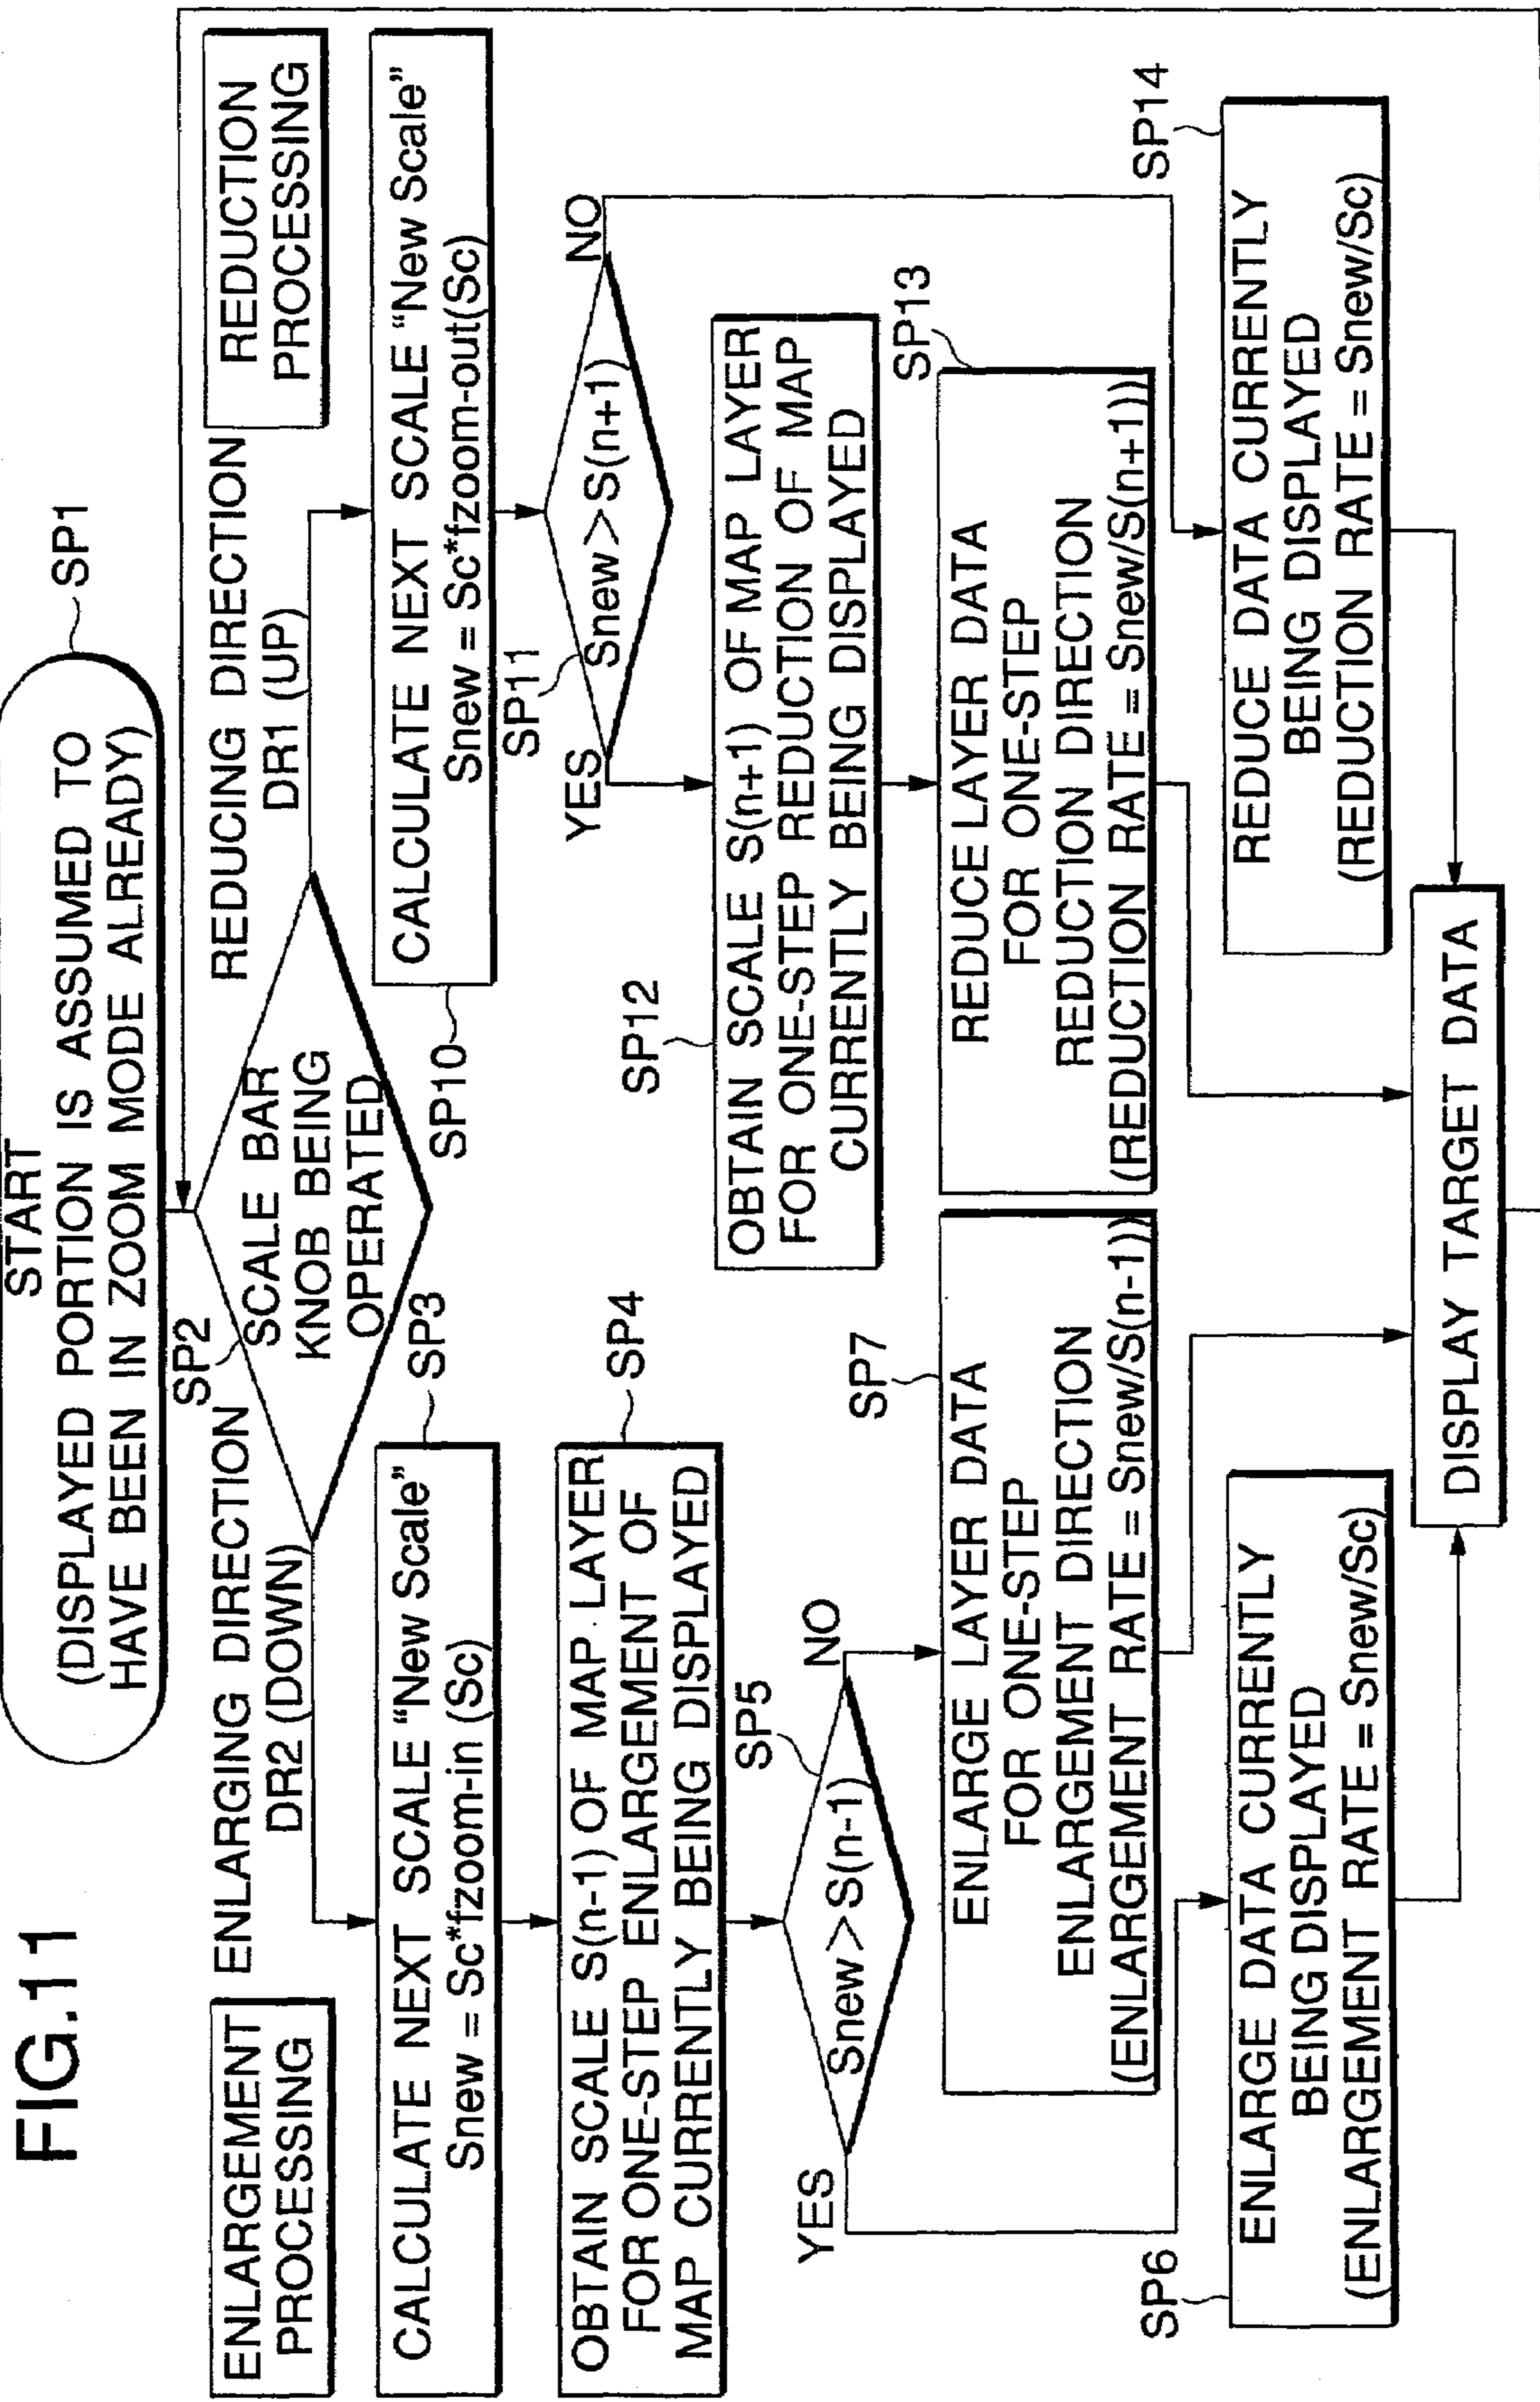 FIG.11
START
(DISPLAYED PORTION IS ASSUMED TO
HAVE BEEN IN ZOOM MODE ALREADY)
SP1
ENLARGEMENT
PROCESSING
ENLARGING DIRECTION
DR2 (DOWN)
SP2
SCALE BAR
KNOB BEING
OPERATED
REDUCING DIRECTION
DR1 (UP)
REDUCTION
PROCESSING
CALCULATE NEXT SCALE "New Scale"
Snew = Sc*fzoom-in (Sc)
SP3
OBTAIN SCALE S(n-1) OF MAP LAYER
FOR ONE-STEP ENLARGEMENT OF
MAP CURRENTLY BEING DISPLAYED
SP4
YES
Snew>S(n-1)
SP5
NO
ENLARGE LAYER DATA
FOR ONE-STEP
ENLARGEMENT DIRECTION
(ENLARGEMENT RATE = Snew/S(n-1))
SP7
SP6
ENLARGE DATA CURRENTLY
BEING DISPLAYED
(ENLARGEMENT RATE = Snew/Sc)
SP10
CALCULATE NEXT SCALE "New Scale"
Snew = Sc*fzoom-out(Sc)
SP11
YES
Snew>S(n+1)
NO
SP12
OBTAIN SCALE S(n+1) OF MAP LAYER
FOR ONE-STEP REDUCTION OF MAP
CURRENTLY BEING DISPLAYED
SP13
REDUCE LAYER DATA
FOR ONE-STEP
REDUCTION DIRECTION
(REDUCTION RATE = Snew/S(n+1))
SP14
REDUCE DATA CURRENTLY
BEING DISPLAYED
(REDUCTION RATE = Snew/Sc)
DISPLAY TARGET DATA